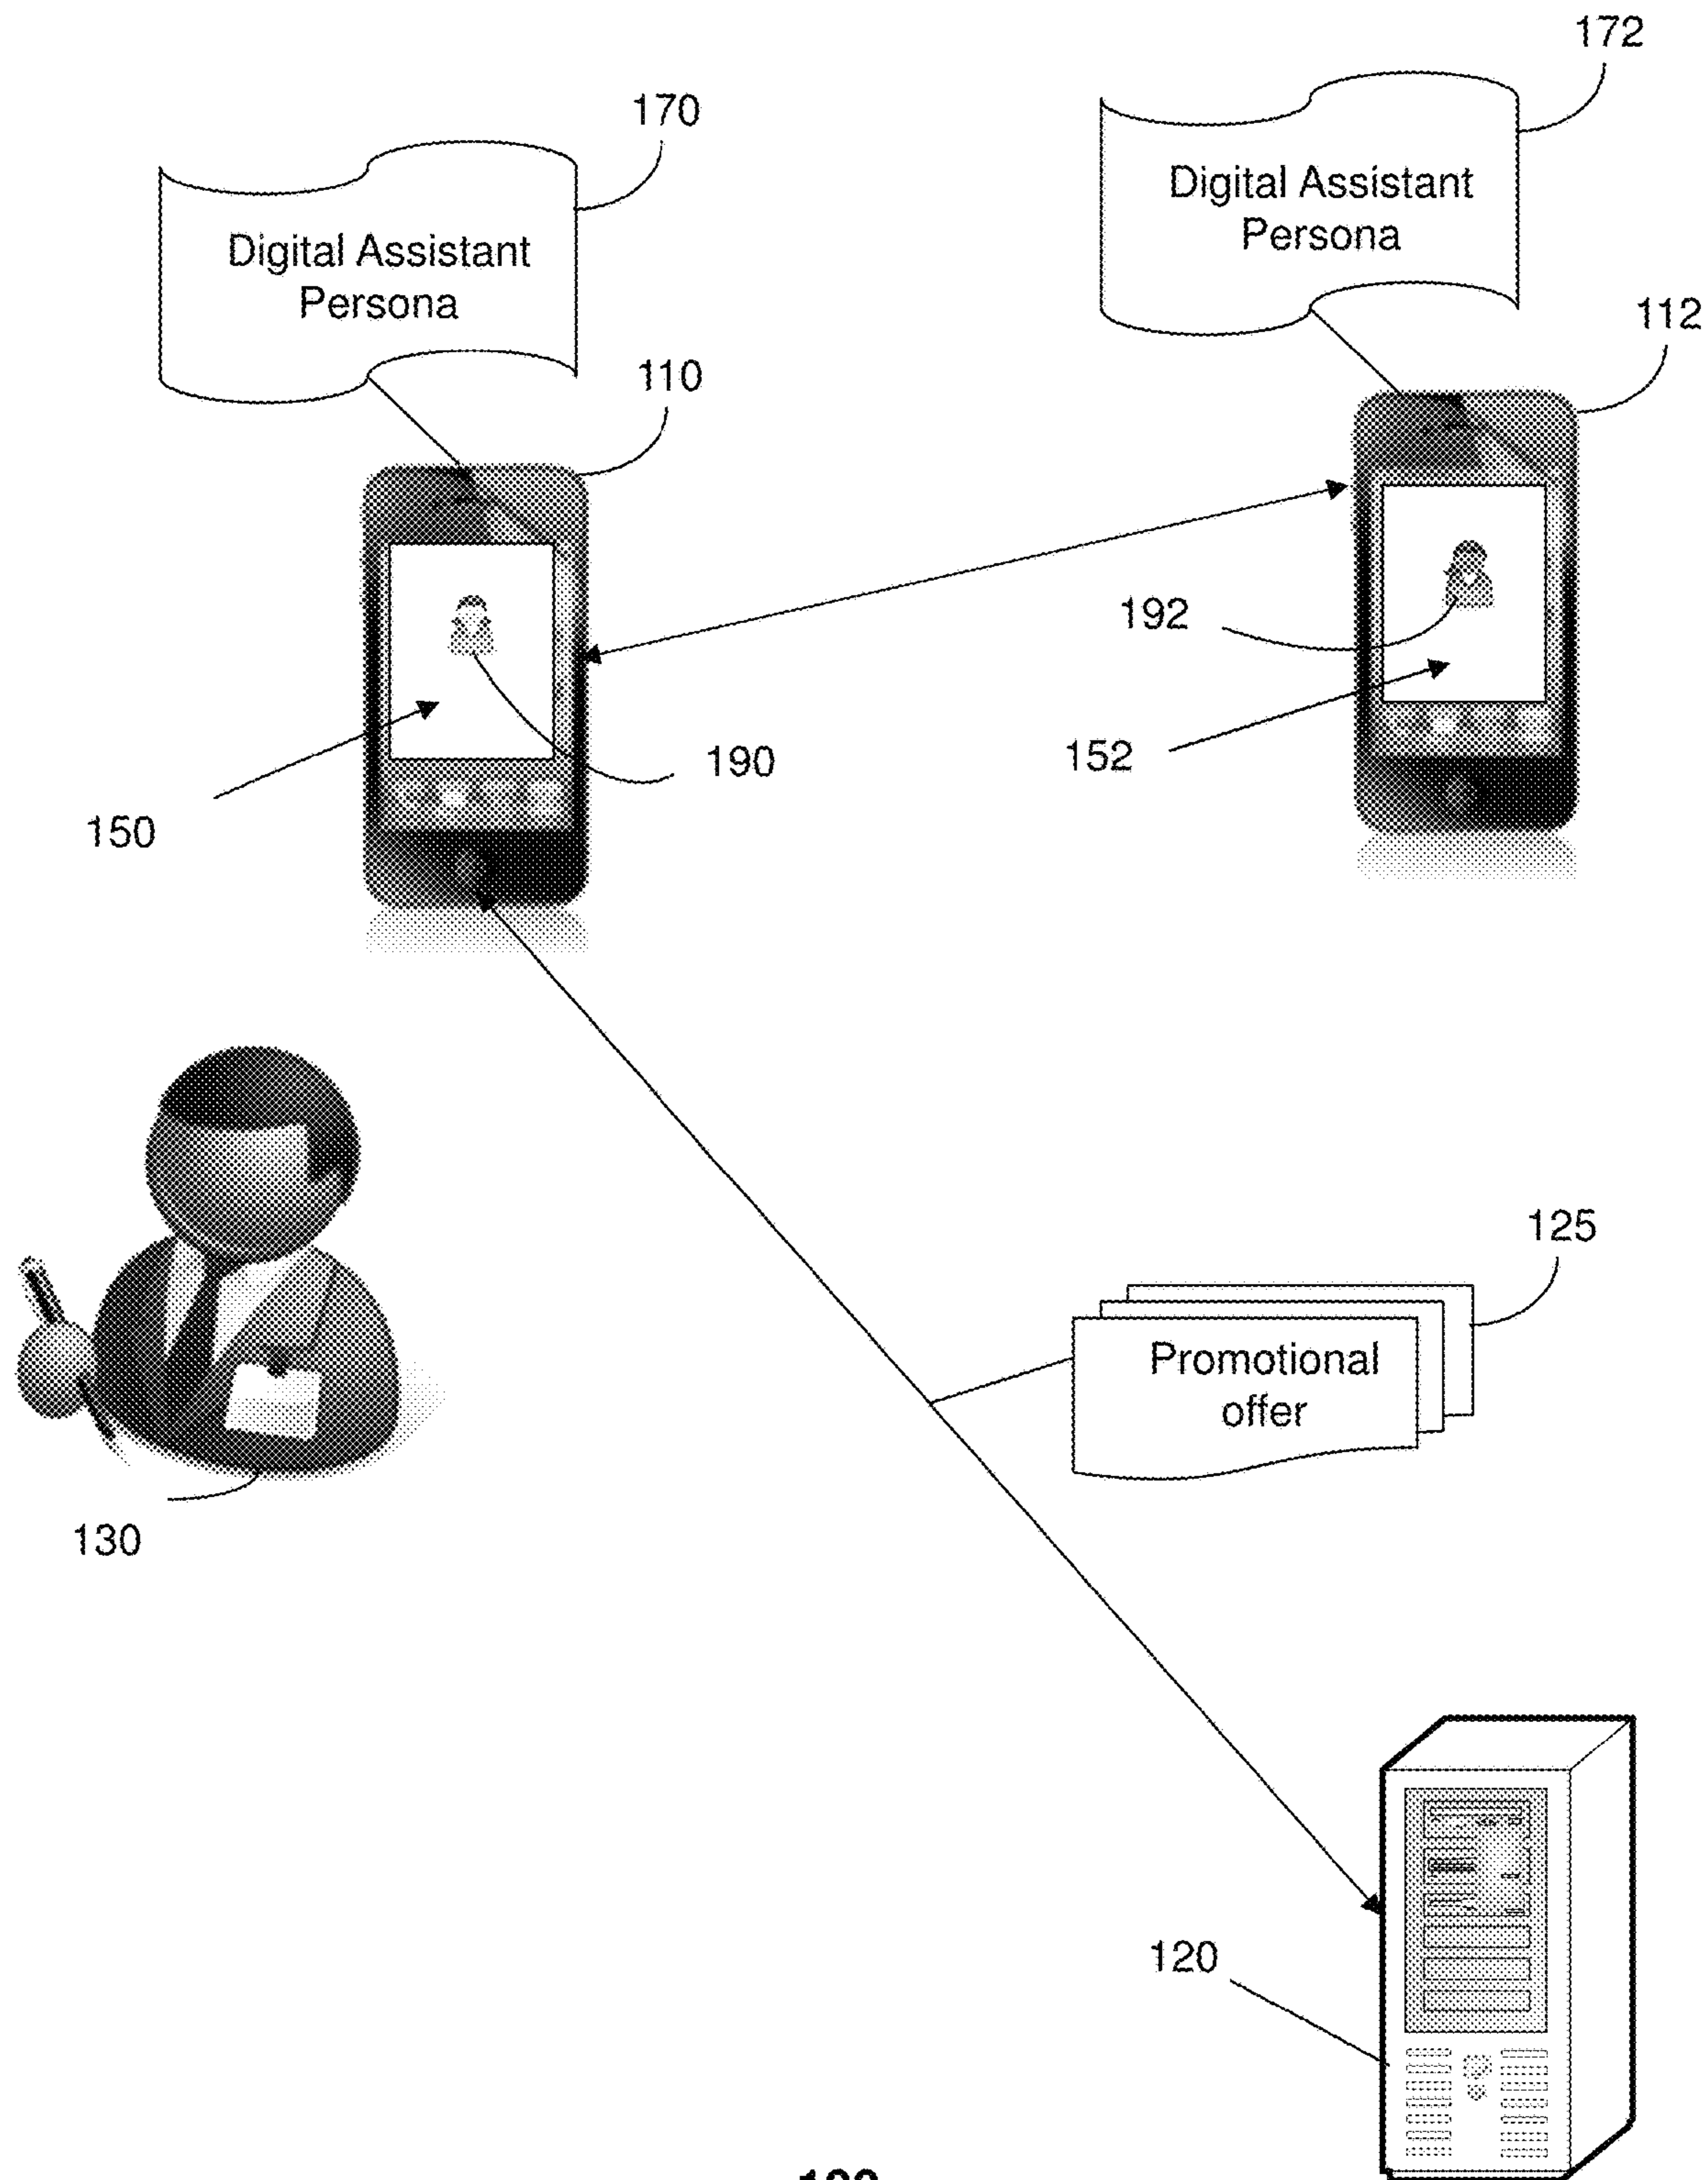 172
170
Digital Assistant
Persona
Digital Assistant
Persona
112
110
192
152
190
150
125
Promotional
offer
130
120